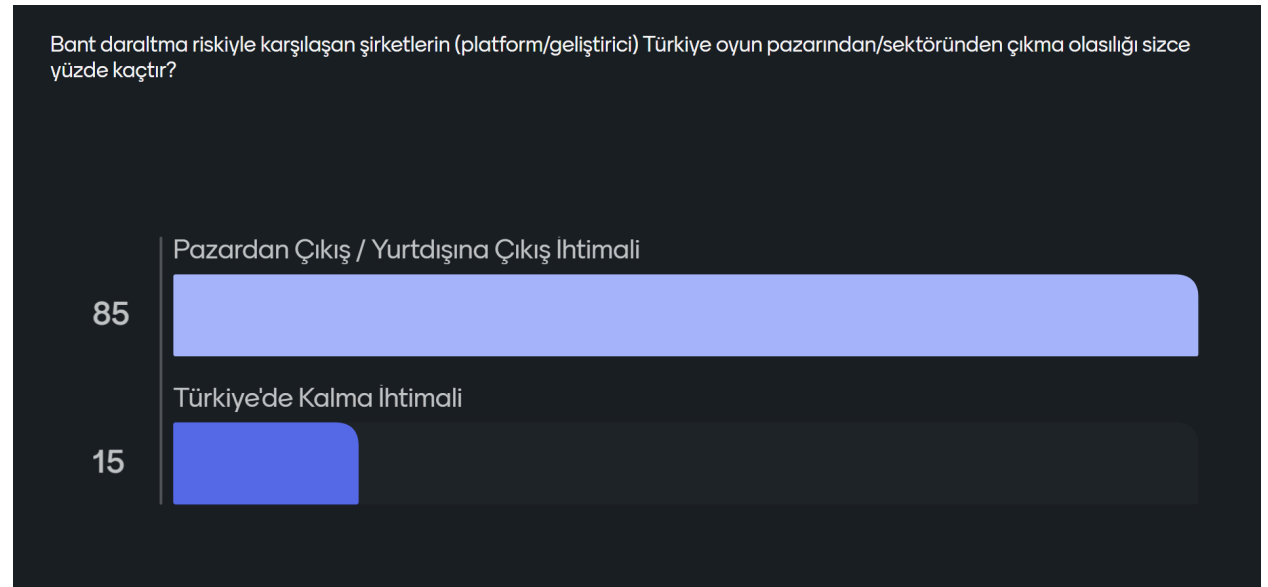 Bant daraltma riskiyle karşılaşan şirketlerin (platform/geliştirici) Türkiye oyun pazarından/sektöründen çıkma olasılığı sizce
yüzde kaçtır?
Pazardan Çıkış / Yurtdışına Çıkış İhtimali
85
Türkiye'de Kalma İhtimali
15